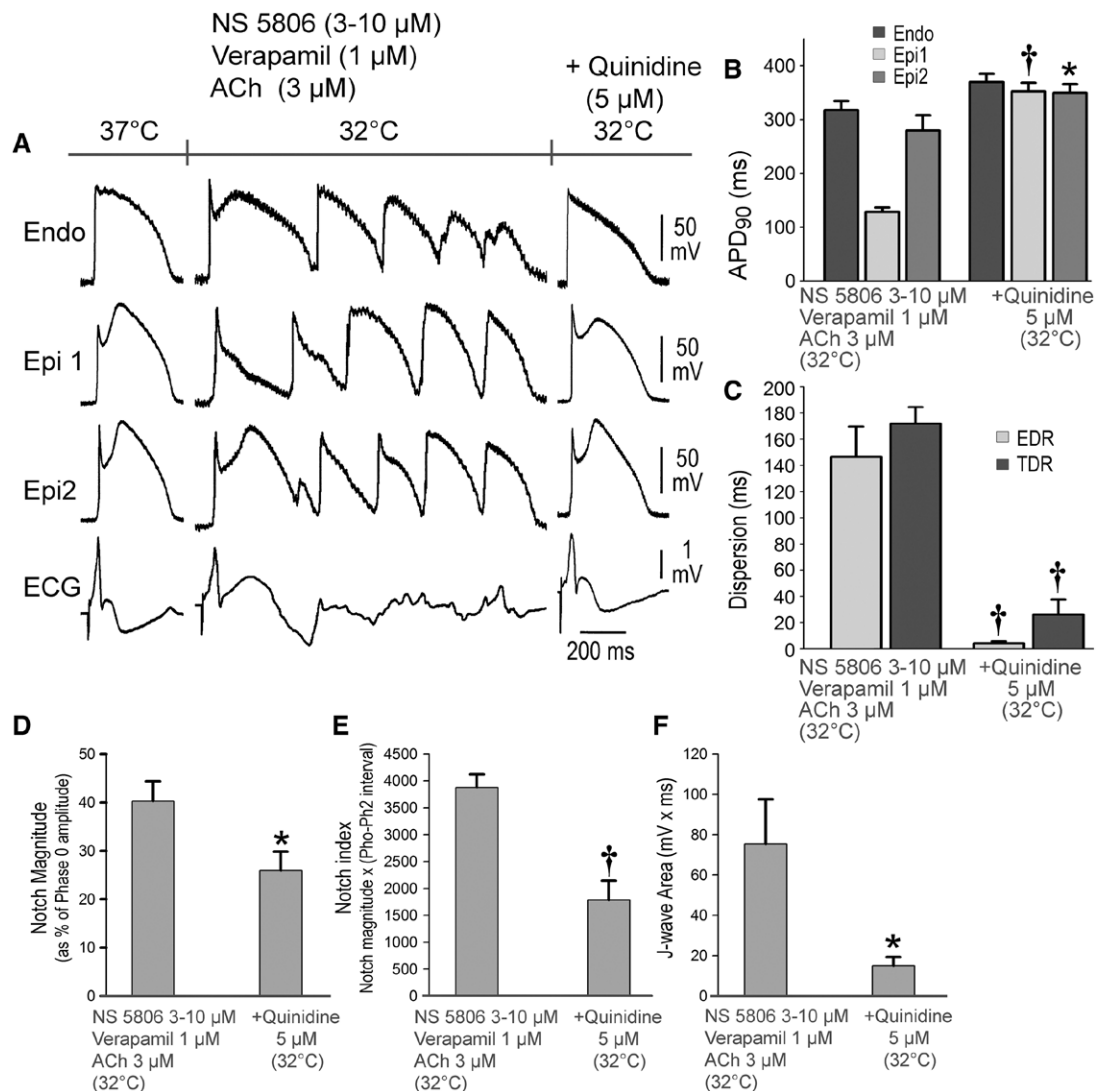 NS 5806 (3-10 µM)
Verapamil (1 µM)
ACh (3 µM)
+ Quinidine
(5 µM)
37°C
32°C
32°C
A
Endo
50
mV
Epi 1
50
mV
Epi2
50
mV
ECG
1
mV
200 ms
B
Endo
Epi1
Epi2
†
*
APD90 (ms)
400
300
200
100
0
NS 5806 3-10 µM
Verapamil 1 µM
ACh 3 µM
(32°C)
+Quinidine
5 µM
(32°C)
C
EDR
TDR
Dispersion (ms)
200
180
160
140
120
100
80
60
40
20
0
†
†
NS 5806 3-10 µM
Verapamil 1 µM
ACh 3 µM
(32°C)
+Quinidine
5 µM
(32°C)
D
Notch Magnitude
(as % of Phase 0 amplitude)
50
40
30
20
10
0
*
NS 5806 3-10 µM
Verapamil 1 µM
ACh 3 µM
(32°C)
+Quinidine
5 µM
(32°C)
E
Notch index
Notch magnitude x (Pho-Ph2 interval)
4500
4000
3500
3000
2500
2000
1500
1000
500
0
†
NS 5806 3-10 µM
Verapamil 1 µM
ACh 3 µM
(32°C)
+Quinidine
5 µM
(32°C)
F
J-wave Area (mV x ms)
120
100
80
60
40
20
0
*
NS 5806 3-10 µM
Verapamil 1 µM
ACh 3 µM
(32°C)
+Quinidine
5 µM
(32°C)